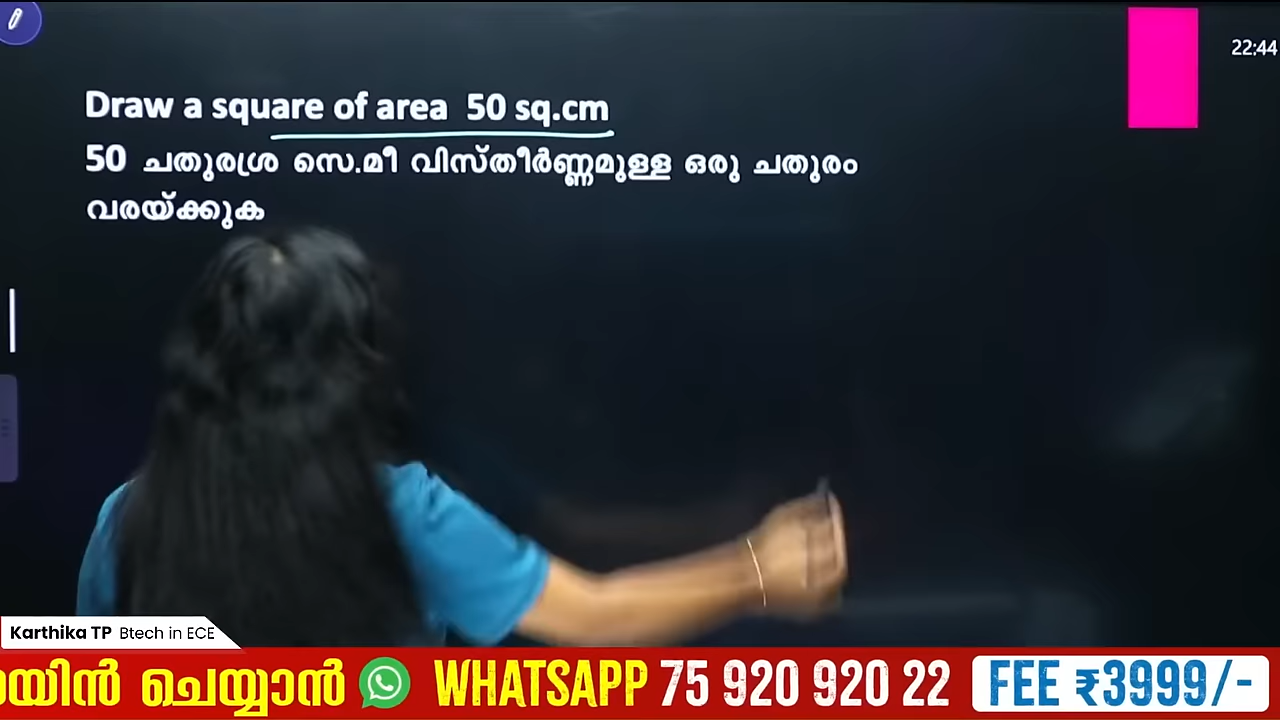 22:44
Draw a square of area 50 sq.cm
50 ചതുരശ്ര സെ.മീ വിസ്തീർണ്ണമുള്ള ഒരു ചതുരം
വരയ്ക്കുക
Karthika TP Btech in ECE
യിൻ ചെയ്യാൻ WHATSAPP 75 920 920 22 FEE ₹3999/-